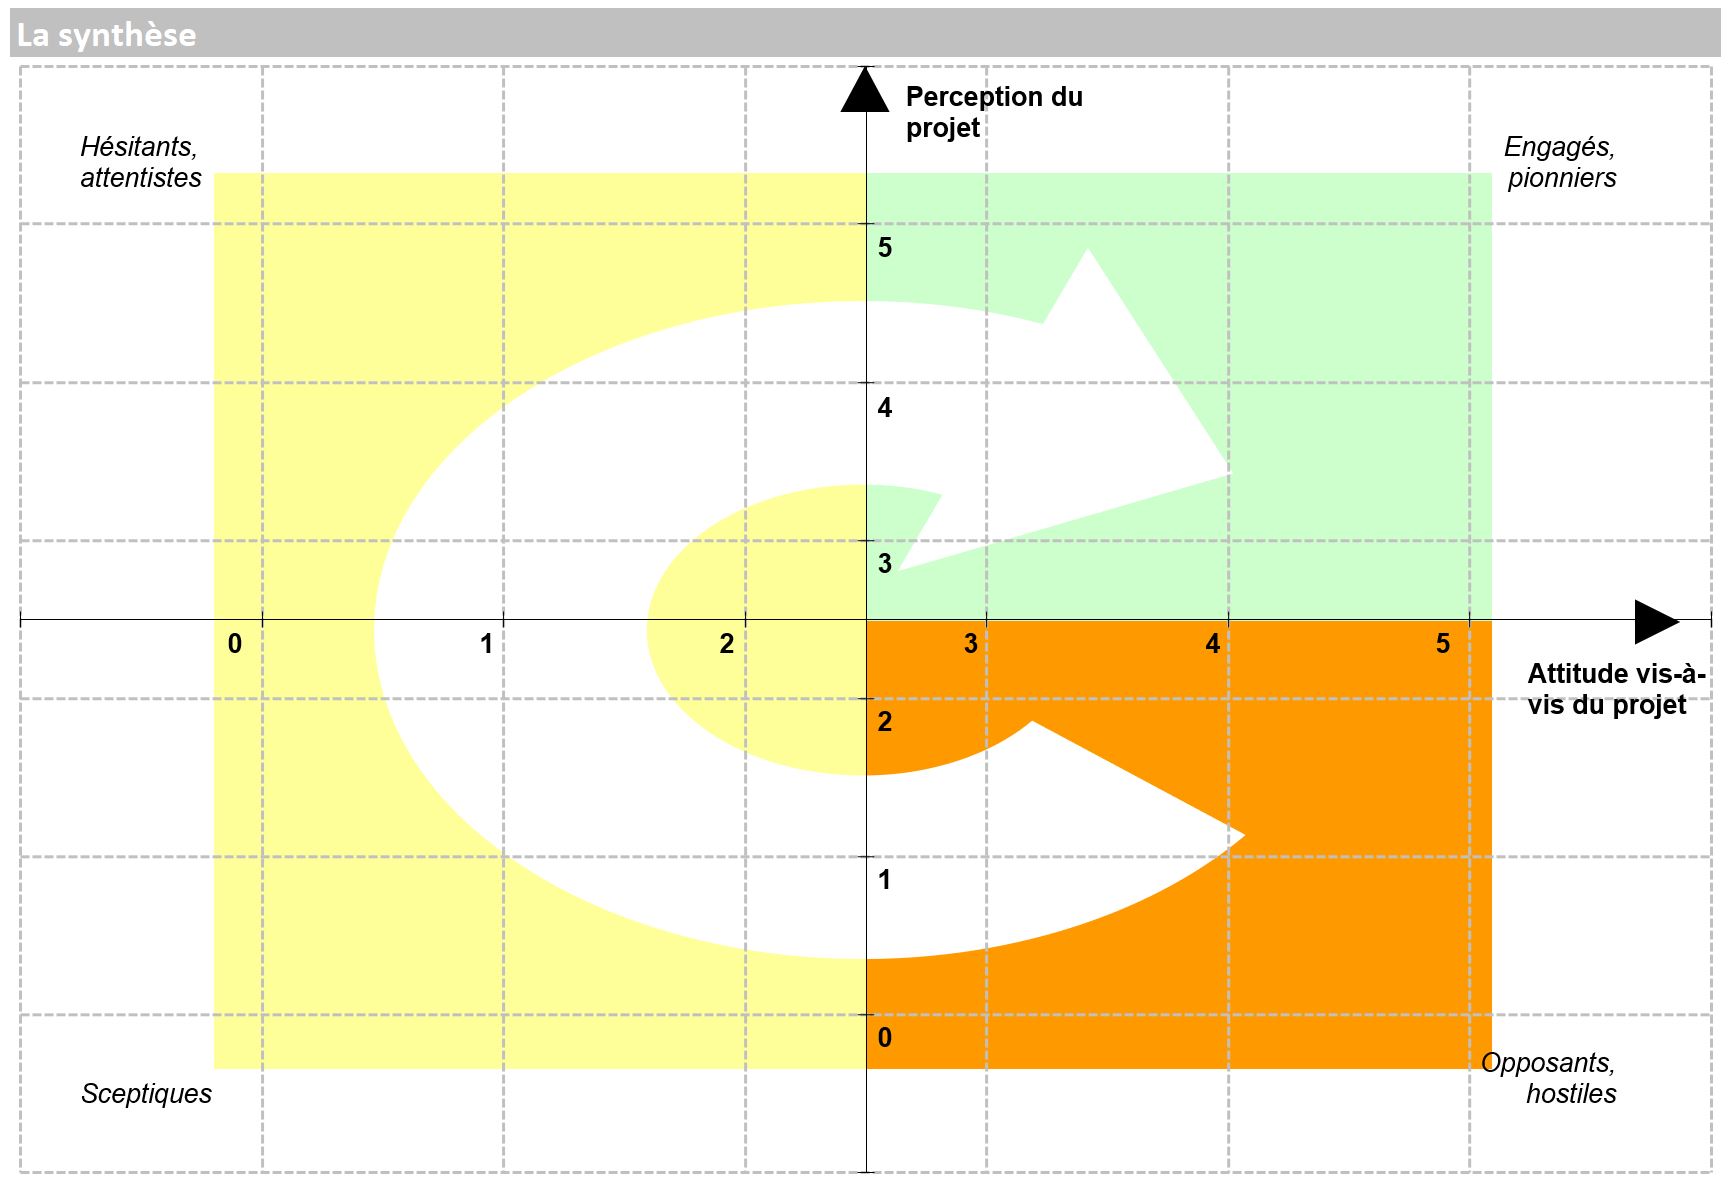 La synthèse
Perception du
projet
Hésitants,
attentistes
Engagés,
pionniers
5
4
3
0
1
2
3
4
5
Attitude vis-à-
vis du projet
2
1
0
Sceptiques
Opposants,
hostiles